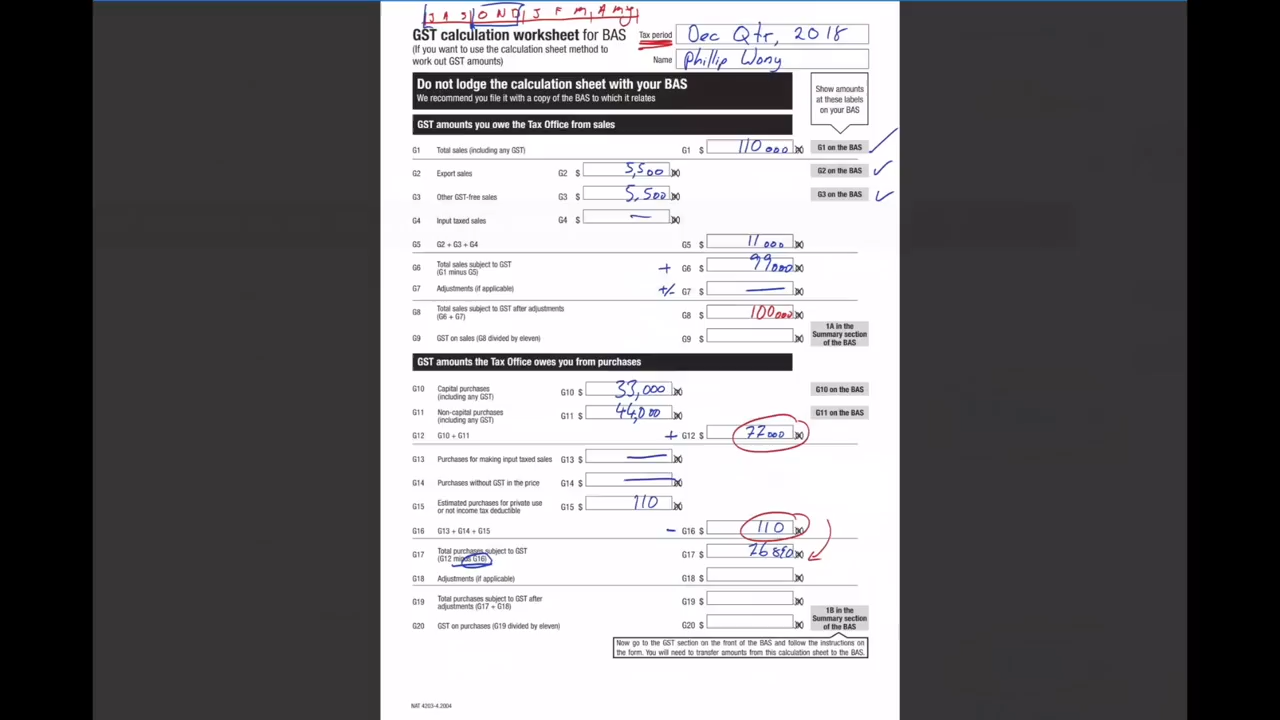 J A S O N D J F M A M J
GST calculation worksheet for BAS
(If you want to use the calculation sheet method to
work out GST amounts)
Tax period Dec Qtr, 2018
Name Phillip Wong
Do not lodge the calculation sheet with your BAS
We recommend you file it with a copy of the BAS to which it relates
Show amounts
at these labels
on your BAS
GST amounts you owe the Tax Office from sales
G1 Total sales (including any GST) G1 $ 110000 G1 on the BAS
G2 Export sales G2 $ 5,500 G2 on the BAS
G3 Other GST-free sales G3 $ 5,500 G3 on the BAS
G4 Input taxed sales G4 $ —
G5 G2 + G3 + G4 G5 $ 11000
G6 Total sales subject to GST
(G1 minus G5) + G6 $ 99000
G7 Adjustments (if applicable) +/- G7 $ —
G8 Total sales subject to GST after adjustments
(G6 + G7) G8 $ 100000
G9 GST on sales (G8 divided by eleven) G9 $
1A in the
Summary section
of the BAS
GST amounts the Tax Office owes you from purchases
G10 Capital purchases
(including any GST) G10 $ 33,000 G10 on the BAS
G11 Non-capital purchases
(including any GST) G11 $ 44,000 G11 on the BAS
G12 G10 + G11 + G12 $ 77000
G13 Purchases for making input taxed sales G13 $ —
G14 Purchases without GST in the price G14 $ —
G15 Estimated purchases for private use
or not income tax deductible G15 $ 110
G16 G13 + G14 + G15 - G16 $ 110
G17 Total purchases subject to GST
(G12 minus G16) G17 $ 76890
G18 Adjustments (if applicable) G18 $
G19 Total purchases subject to GST after
adjustments (G17 + G18) G19 $
G20 GST on purchases (G19 divided by eleven) G20 $
1B in the
Summary section
of the BAS
Now go to the GST section on the front of the BAS and follow the instructions on
the form. You will need to transfer amounts from this calculation sheet to the BAS.
NAT 4203-4.2004